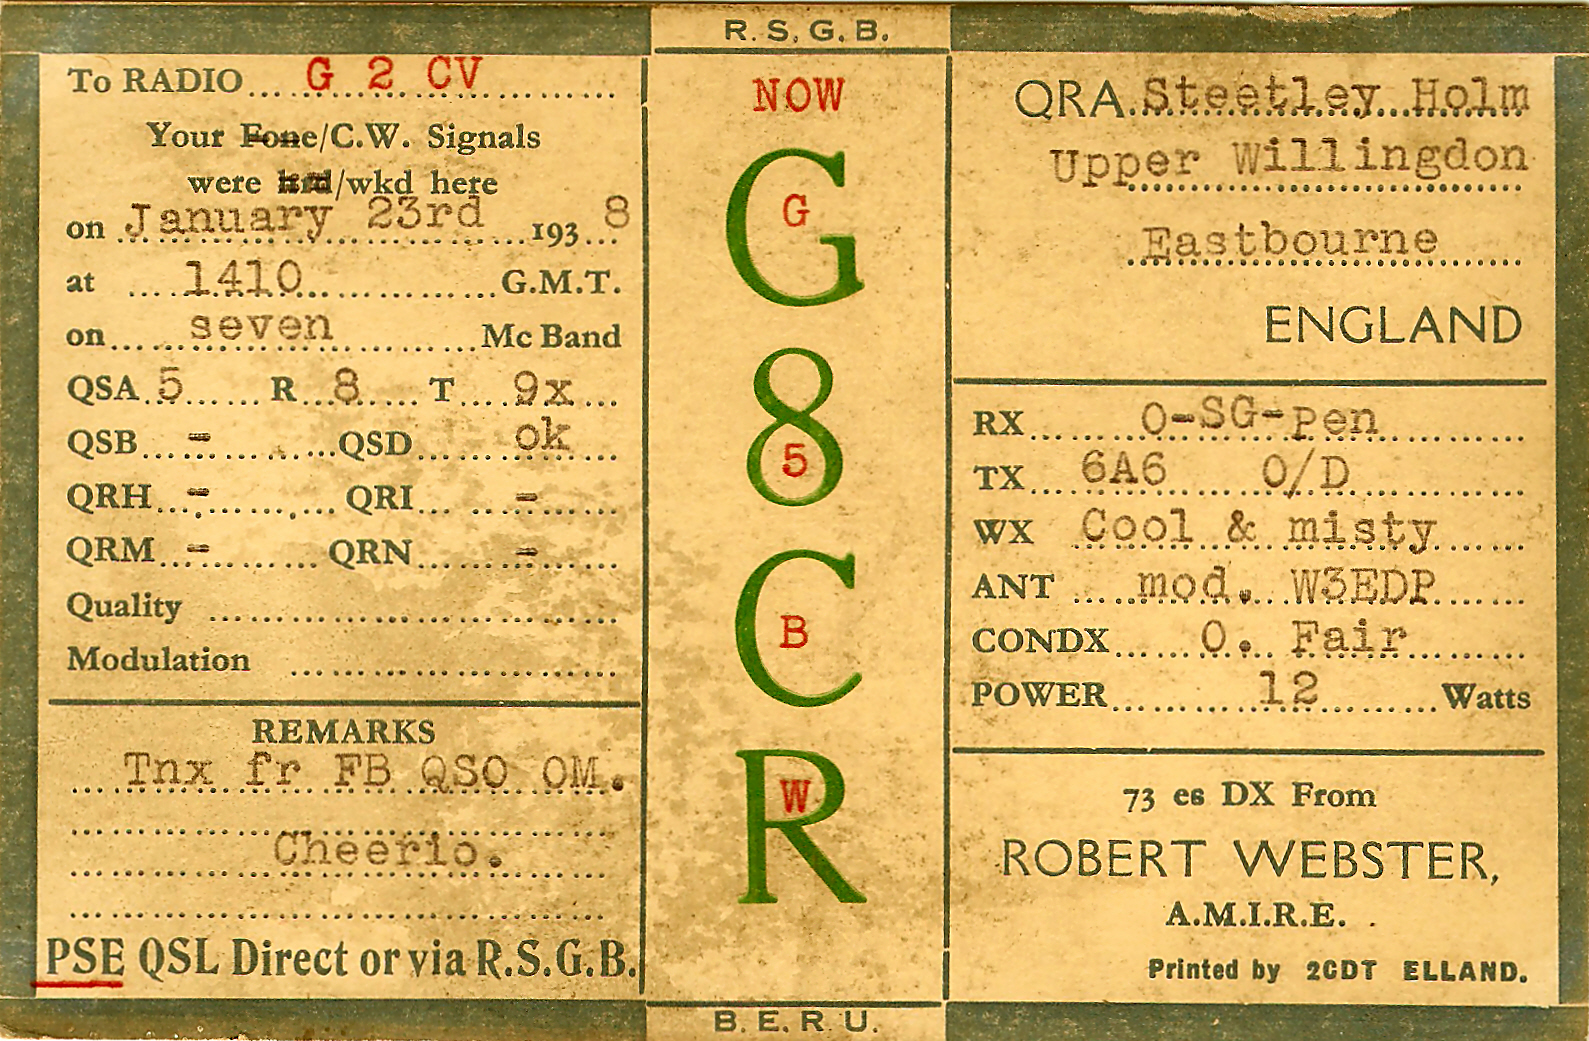 R. S. G. B.
To RADIO... G 2 CV
Your Fone/C.W. Signals
were hrd/wkd here
on January 23rd 193 8
at 1410 G.M.T.
on seven Mc Band
QSA 5 R 8 T 9x
QSB - QSD ok
QRH - QRI -
QRM - QRN -
Quality
Modulation
REMARKS
Tnx fr FB QSO OM.
Cheerio.
PSE QSL Direct or via R.S.G.B.
NOW
G
G
8
5
C
B
R
W
B. E. R. U.
QRA. Steetley Holm
Upper Willingdon
Eastbourne
ENGLAND
RX 0-SG-pen
TX 6A6 O/D
WX Cool & misty
ANT mod. W3EDP
CONDX O. Fair
POWER 12 Watts
73 es DX From
ROBERT WEBSTER,
A.M.I.R.E.
Printed by 2CDT ELLAND.